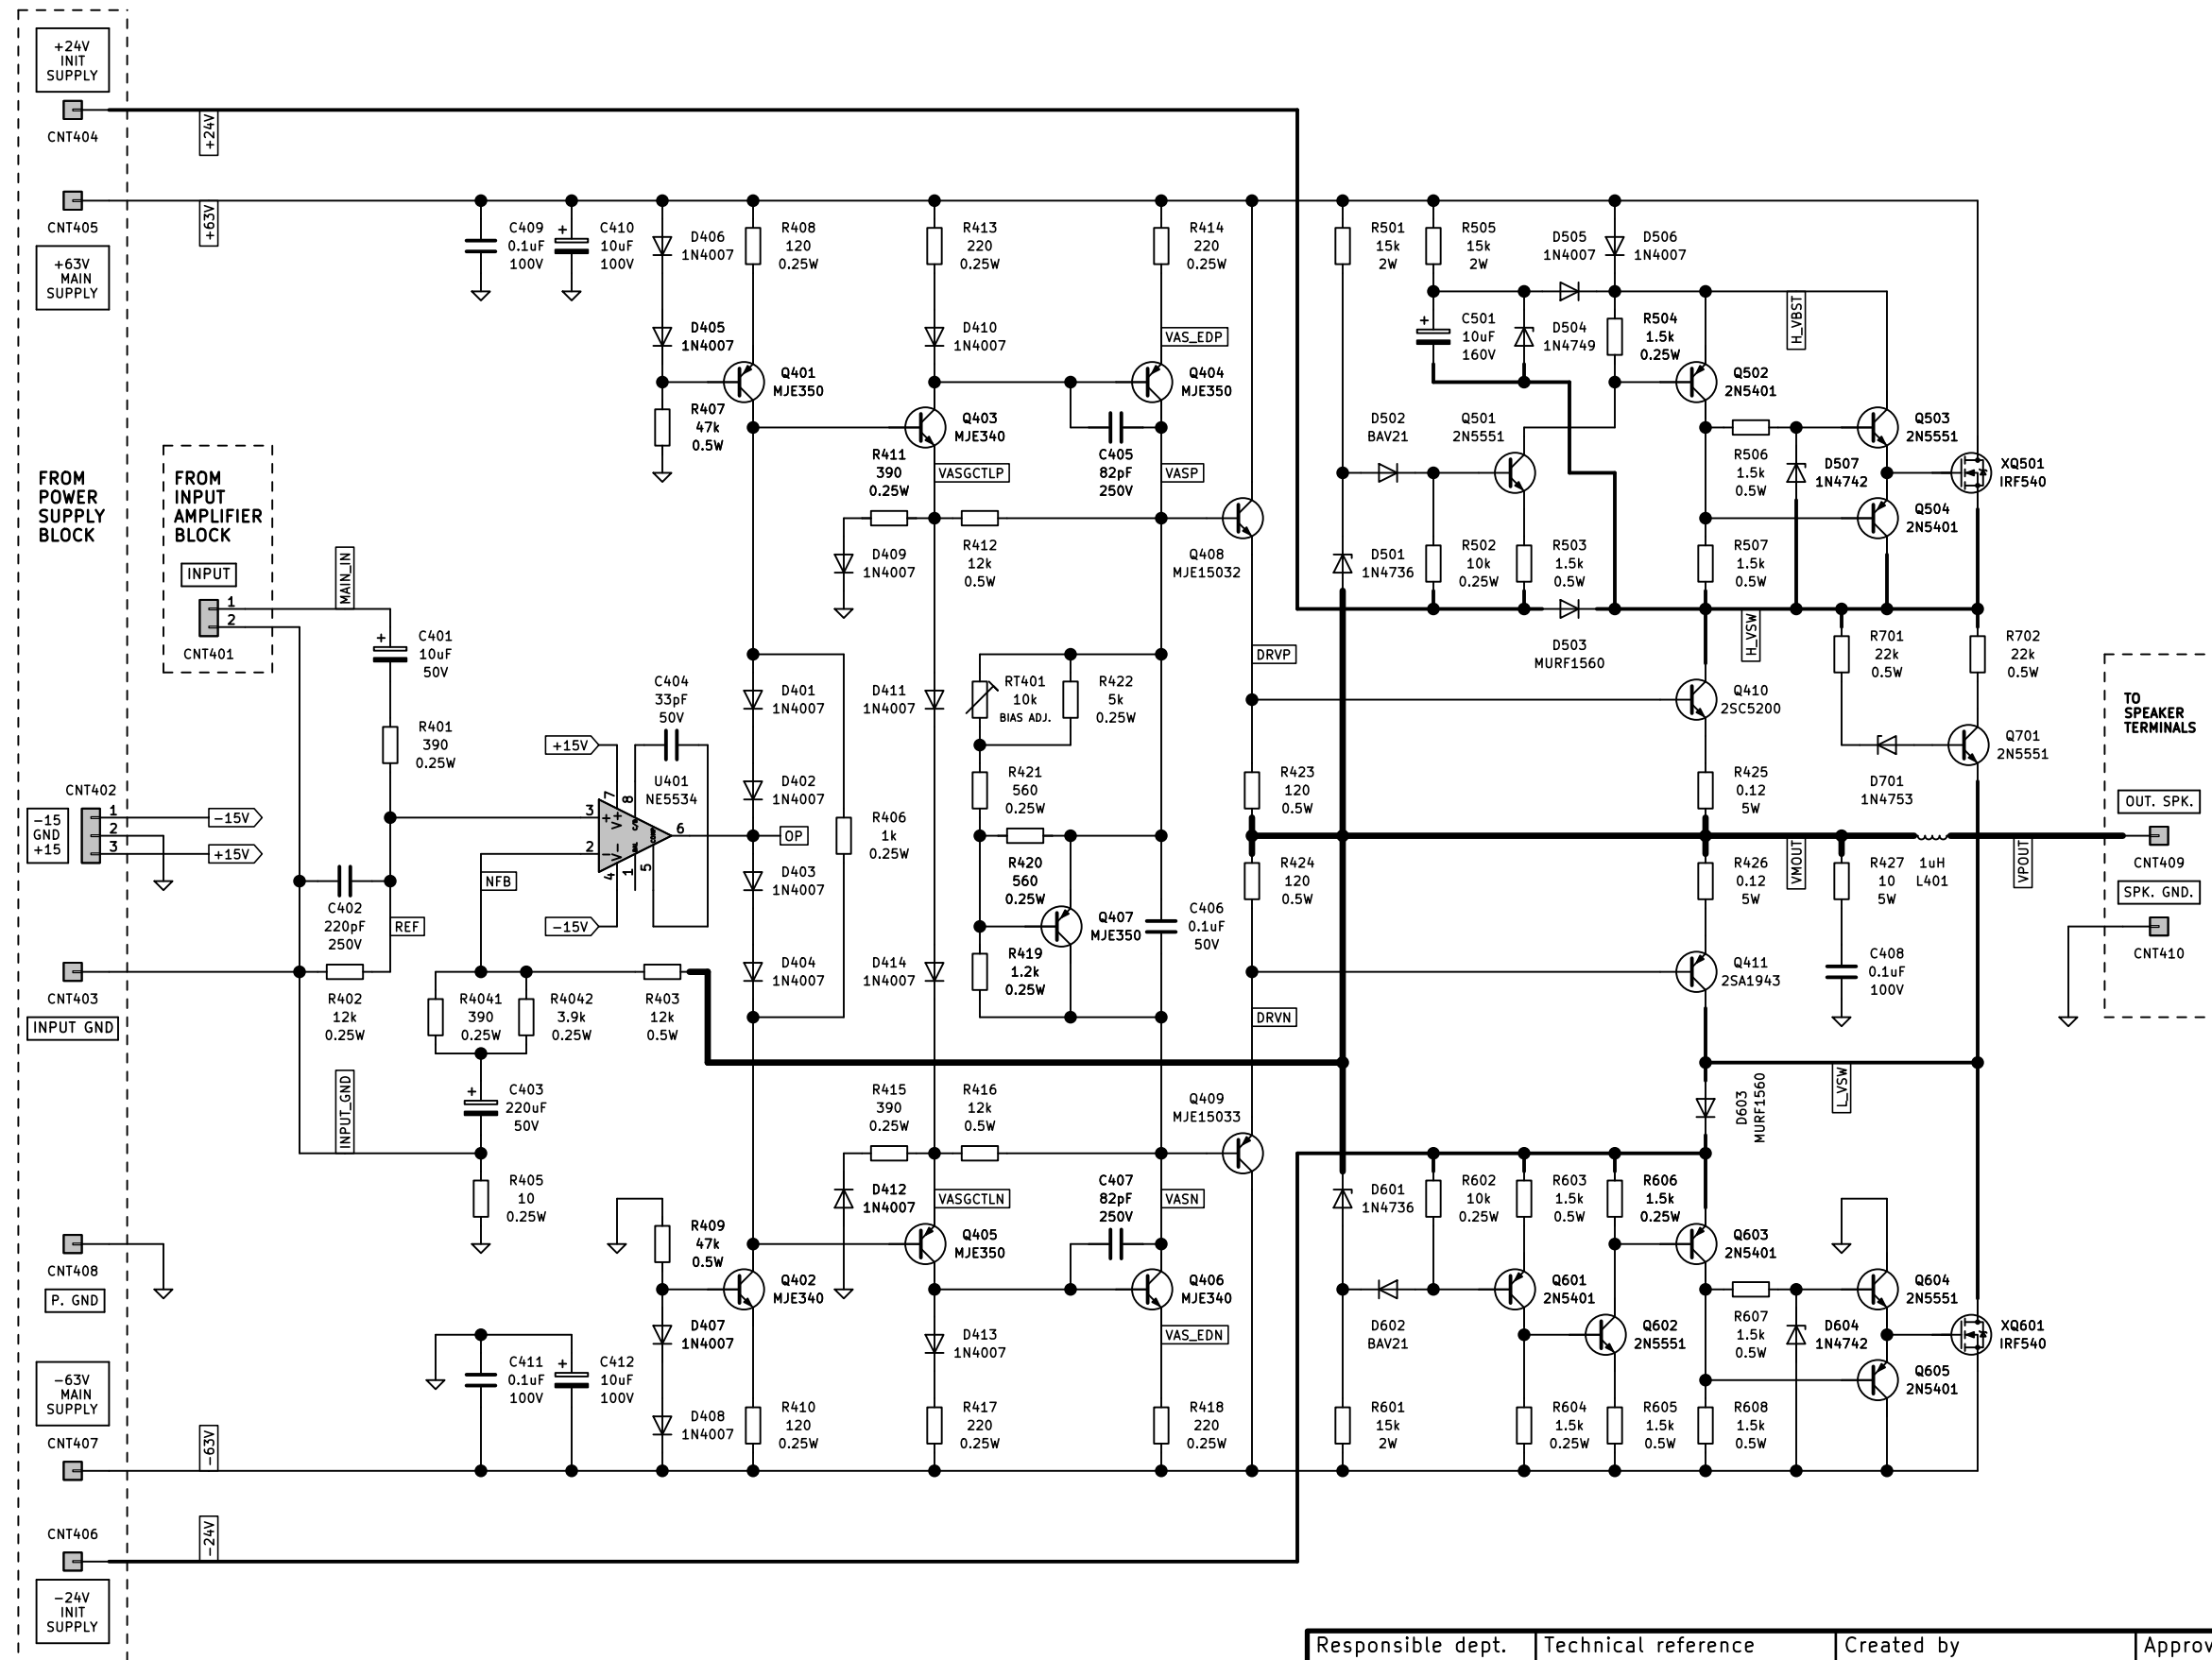 +24V
INIT
SUPPLY
CNT404
+24V
CNT405
+63V
+63V
MAIN
SUPPLY
C409
0.1uF
100V
+
C410
10uF
100V
D406
1N4007
R408
120
0.25W
R413
220
0.25W
R414
220
0.25W
R501
15k
2W
R505
15k
2W
D505
1N4007
D506
1N4007
D405
1N4007
D410
1N4007
VAS_EDP
+
C501
10uF
160V
D504
1N4749
R504
1.5k
0.25W
H_VBST
Q401
MJE350
Q404
MJE350
Q502
2N5401
R407
47k
0.5W
Q403
MJE340
D502
BAV21
Q501
2N5551
Q503
2N5551
R411
390
0.25W
VASGCTLP
C405
82pF
250V
VASP
R506
1.5k
0.5W
D507
1N4742
XQ501
IRF540
FROM
POWER
SUPPLY
BLOCK
FROM
INPUT
AMPLIFIER
BLOCK
INPUT
1
2
CNT401
MAIN_IN
D409
1N4007
R412
12k
0.5W
Q408
MJE15032
D501
1N4736
R502
10k
0.25W
R503
1.5k
0.5W
R507
1.5k
0.5W
Q504
2N5401
+
C401
10uF
50V
DRVP
D503
MURF1560
H_VSW
R701
22k
0.5W
R702
22k
0.5W
C404
33pF
50V
D401
1N4007
D411
1N4007
RT401
10k
BIAS ADJ.
R422
5k
0.25W
Q410
2SC5200
TO
SPEAKER
TERMINALS
R401
390
0.25W
+15V
U401
NE5534
7
8
3
2
6
4
1
5
+
−
V+
V−
C/B
BAL
COMP
D402
1N4007
R421
560
0.25W
R423
120
0.5W
R425
0.12
5W
D701
1N4753
Q701
2N5551
CNT402
−15
GND
+15
1
2
3
−15V
+15V
OP
R406
1k
0.25W
OUT. SPK.
CNT409
NFB
D403
1N4007
R420
560
0.25W
R424
120
0.5W
R426
0.12
5W
VMOUT
R427
10
5W
1uH
L401
VPOUT
SPK. GND.
CNT410
C402
220pF
250V
REF
−15V
Q407
MJE350
C406
0.1uF
50V
CNT403
INPUT GND
R402
12k
0.25W
R4041
390
0.25W
R4042
3.9k
0.25W
R403
12k
0.5W
D404
1N4007
D414
1N4007
R419
1.2k
0.25W
DRVN
Q411
2SA1943
C408
0.1uF
100V
INPUT_GND
+
C403
220uF
50V
R415
390
0.25W
R416
12k
0.5W
Q409
MJE15033
D603
MURF1560
L_VSW
R405
10
0.25W
D412
1N4007
VASGCTLN
C407
82pF
250V
VASN
D601
1N4736
R602
10k
0.25W
R603
1.5k
0.5W
R606
1.5k
0.25W
R409
47k
0.5W
Q405
MJE350
Q603
2N5401
CNT408
P. GND
Q402
MJE340
Q406
MJE340
Q601
2N5401
Q604
2N5551
D407
1N4007
D413
1N4007
VAS_EDN
D602
BAV21
Q602
2N5551
R607
1.5k
0.5W
D604
1N4742
XQ601
IRF540
−63V
MAIN
SUPPLY
C411
0.1uF
100V
+
C412
10uF
100V
Q605
2N5401
CNT407
−63V
D408
1N4007
R410
120
0.25W
R417
220
0.25W
R418
220
0.25W
R601
15k
2W
R604
1.5k
0.25W
R605
1.5k
0.5W
R608
1.5k
0.5W
CNT406
−24V
−24V
INIT
SUPPLY
Responsible dept.
Technical reference
Created by
Approv